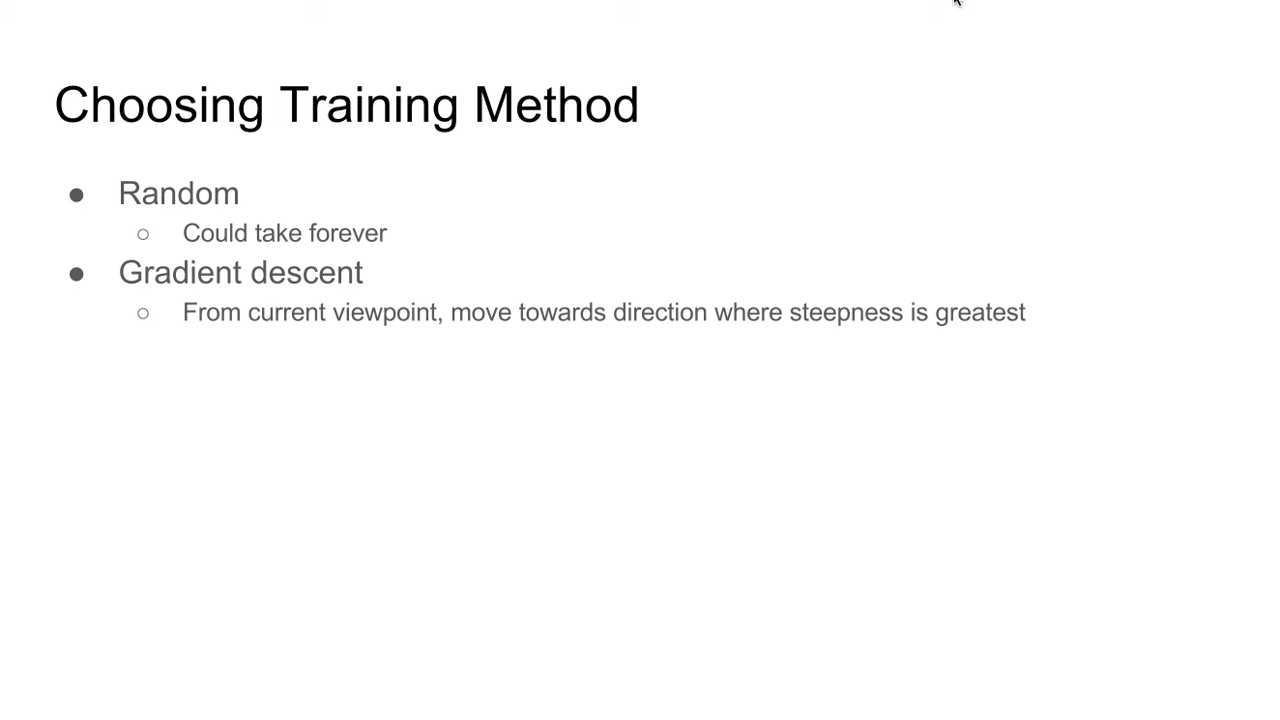 Choosing Training Method
● Random
○ Could take forever
● Gradient descent
○ From current viewpoint, move towards direction where steepness is greatest